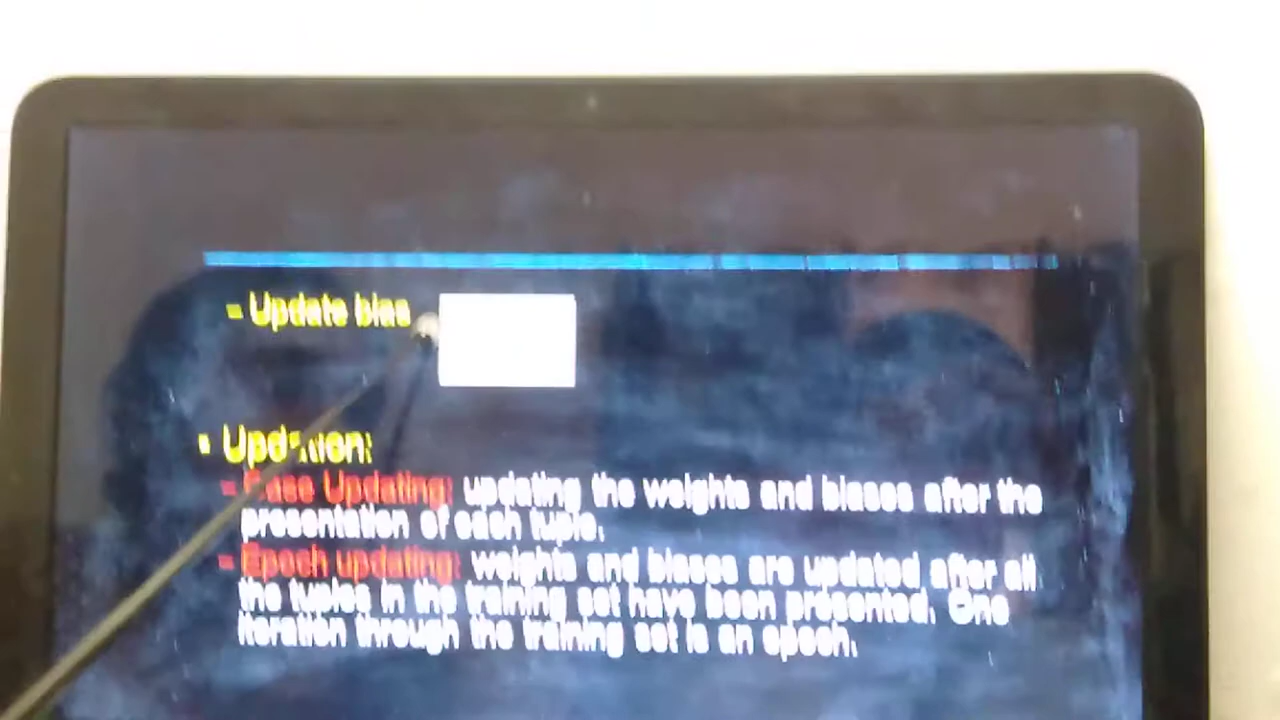 Update bias
Updation:
Case Updating: updating the weights and biases after the
presentation of each tuple.
Epoch updating: weights and biases are updated after all
the tuples in the training set have been presented. One
iteration through the training set is an epoch.